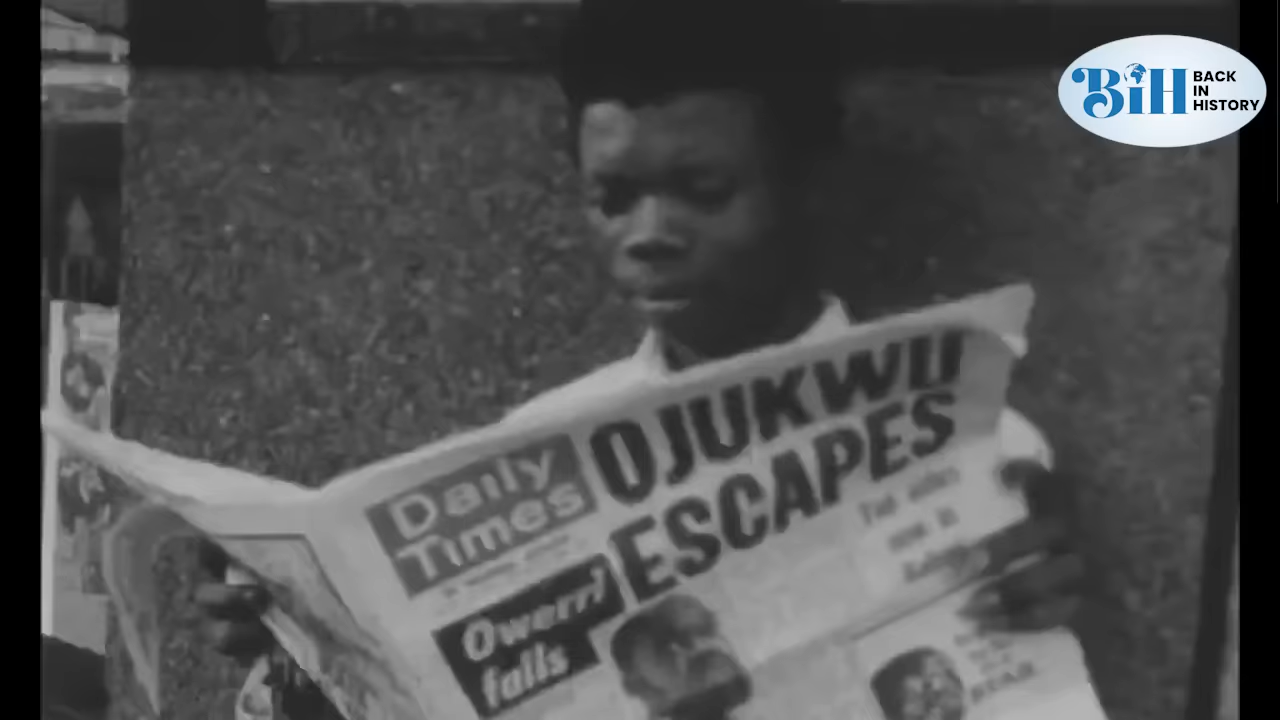 BiH BACK
IN
HISTORY
Daily
Times
OJUKWU
ESCAPES
Owerri
falls